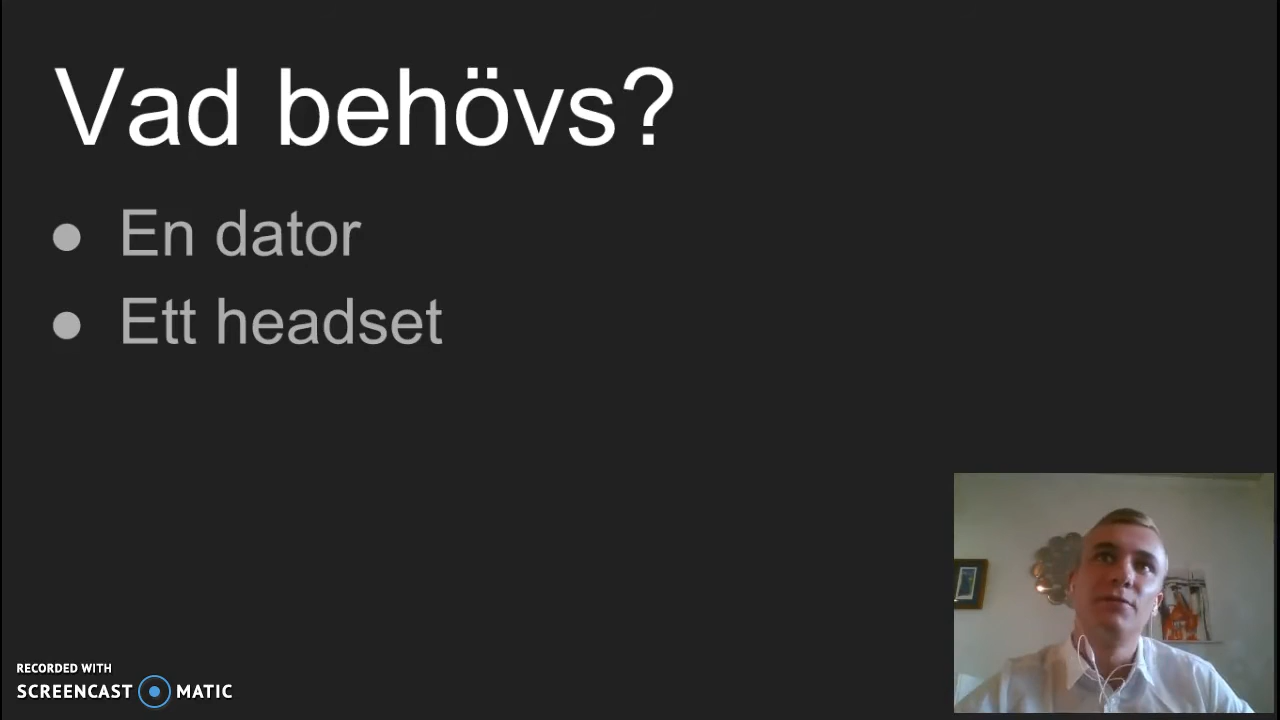 Vad behövs?
● En dator
● Ett headset
RECORDED WITH
SCREENCAST MATIC